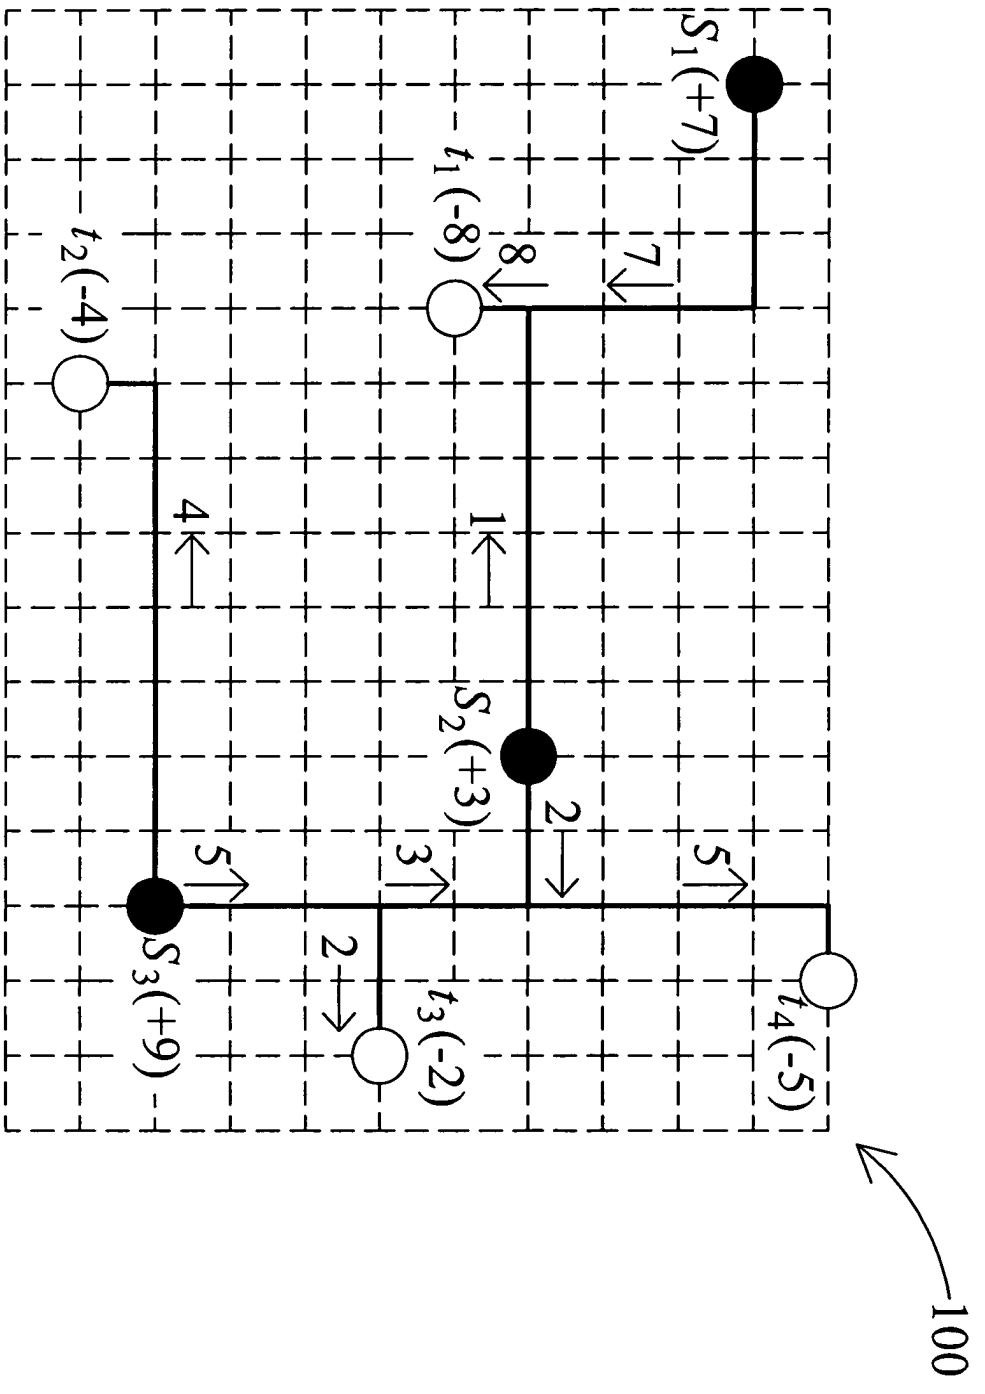 S1(+7)
t1(-8)
t2(-4)
7
8
4
1
S2(+3)
2
5
3
5
2
S3(+9)
t3(-2)
t4(-5)
100